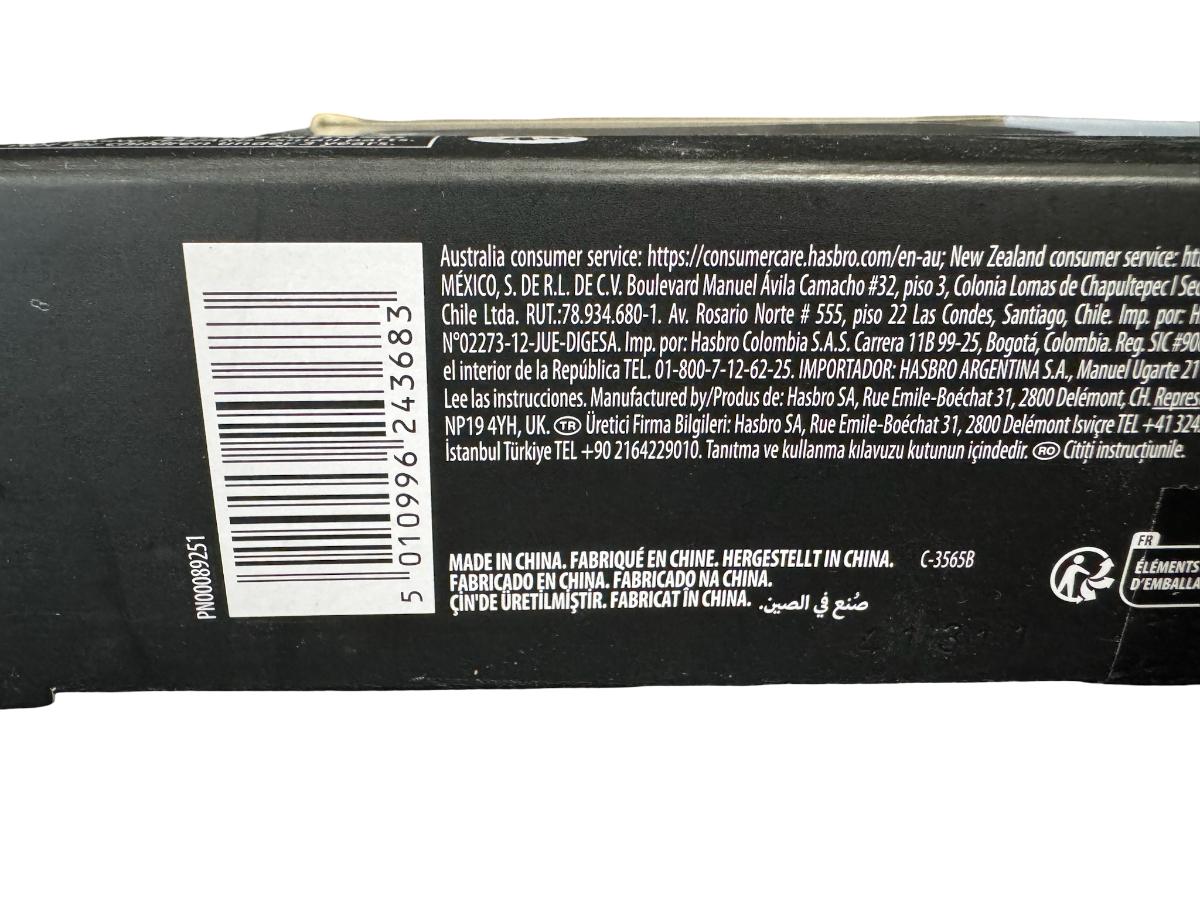 under 3 years.
5 010996 243683
PN00089251
Australia consumer service: https://consumercare.hasbro.com/en-au; New Zealand consumer service:
MÉXICO, S. DE R.L. DE C.V. Boulevard Manuel Ávila Camacho #32, piso 3, Colonia Lomas de Chapultepec I
Chile Ltda. RUT.:78.934.680-1. Av. Rosario Norte # 555, piso 22 Las Condes, Santiago, Chile. Imp. por:
N°02273-12-JUE-DIGESA. Imp. por: Hasbro Colombia S.A.S. Carrera 11B 99-25, Bogotá, Colombia. Reg. SIC
el interior de la República TEL. 01-800-7-12-62-25. IMPORTADOR: HASBRO ARGENTINA S.A., Manuel Ugarte
Lee las instrucciones. Manufactured by/Produs de: Hasbro SA, Rue Emile-Boéchat 31, 2800 Delémont, CH.
NP19 4YH, UK. TR Üretici Firma Bilgileri: Hasbro SA, Rue Emile-Boéchat 31, 2800 Delémont İsviçre TEL +41
İstanbul Türkiye TEL +90 2164229010. Tanıtma ve kullanma kılavuzu kutunun içindedir. RO Citiți instrucțiunile.
MADE IN CHINA. FABRIQUÉ EN CHINE. HERGESTELLT IN CHINA. C-3565B
FABRICADO EN CHINA. FABRICADO NA CHINA.
ÇİN'DE ÜRETİLMİŞTİR. FABRICAT ÎN CHINA. صُنع في الصين.
FR
ÉLÉMENTS